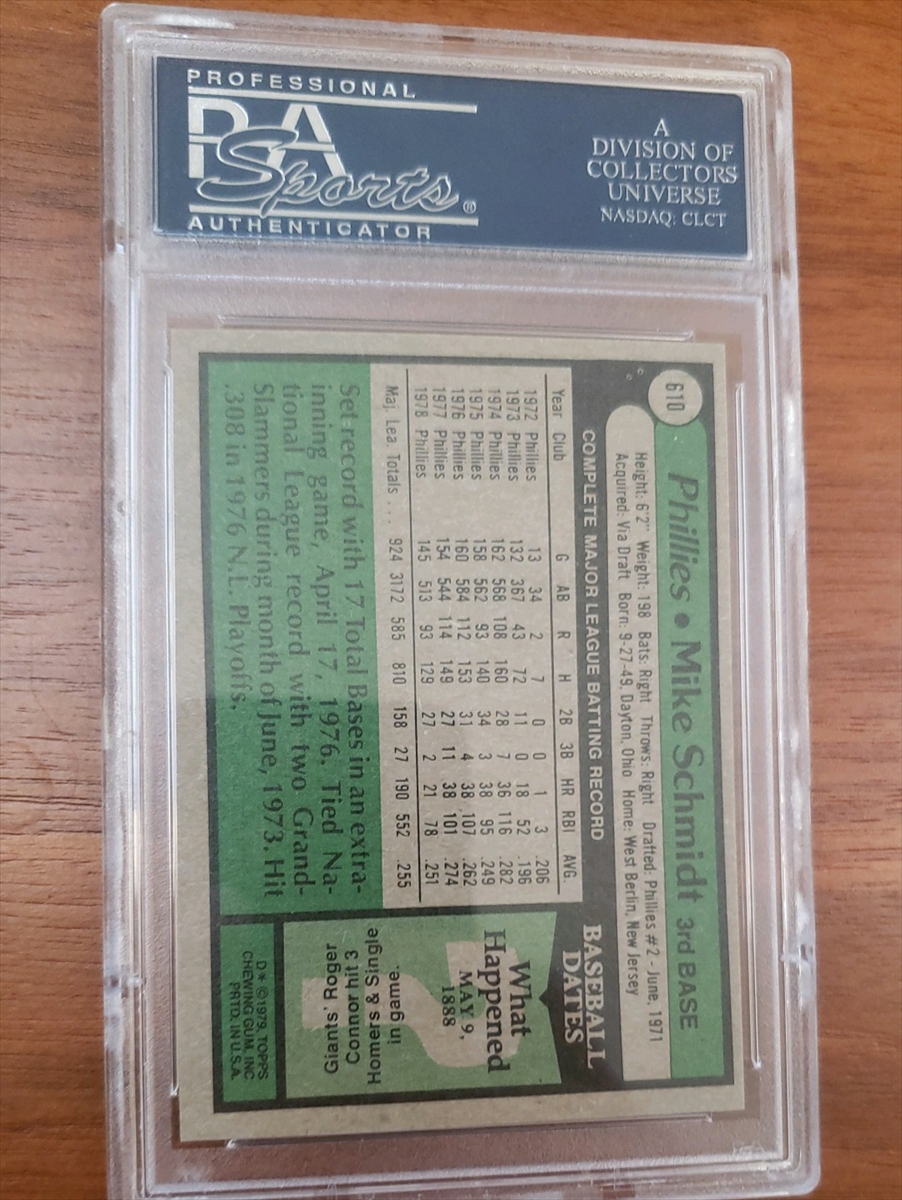 PROFESSIONAL
PSA
Sports®
AUTHENTICATOR
A
DIVISION OF
COLLECTORS
UNIVERSE
NASDAQ: CLCT
610
Phillies • Mike Schmidt 3rd BASE
Height: 6'2" Weight: 198 Bats: Right Throws: Right Drafted: Phillies #2 - June, 1971
Acquired: Via Draft Born: 9-27-49, Dayton, Ohio Home: West Berlin, New Jersey
COMPLETE MAJOR LEAGUE BATTING RECORD
Year Club G AB R H 2B 3B HR RBI AVG.
1972 Phillies 13 34 2 7 0 0 1 3 .206
1973 Phillies 132 367 43 72 11 0 18 52 .196
1974 Phillies 162 568 108 160 28 7 36 116 .282
1975 Phillies 158 562 93 140 34 3 38 95 .249
1976 Phillies 160 584 112 153 31 4 38 107 .262
1977 Phillies 154 544 114 149 27 11 38 101 .274
1978 Phillies 145 513 93 129 27 2 21 78 .251
Maj. Lea. Totals ... 924 3172 585 810 158 27 190 552 .255
Set record with 17 Total Bases in an extra-
inning game, April 17, 1976. Tied Na-
tional League record with two Grand-
Slammers during month of June, 1973. Hit
.308 in 1976 N.L. Playoffs.
BASEBALL
DATES
What
Happened
MAY 9,
1888
?
Giants' Roger
Connor hit 3
Homers & Single
in game.
D* ©1979. TOPPS
CHEWING GUM, INC
PRTD. IN U.S.A.